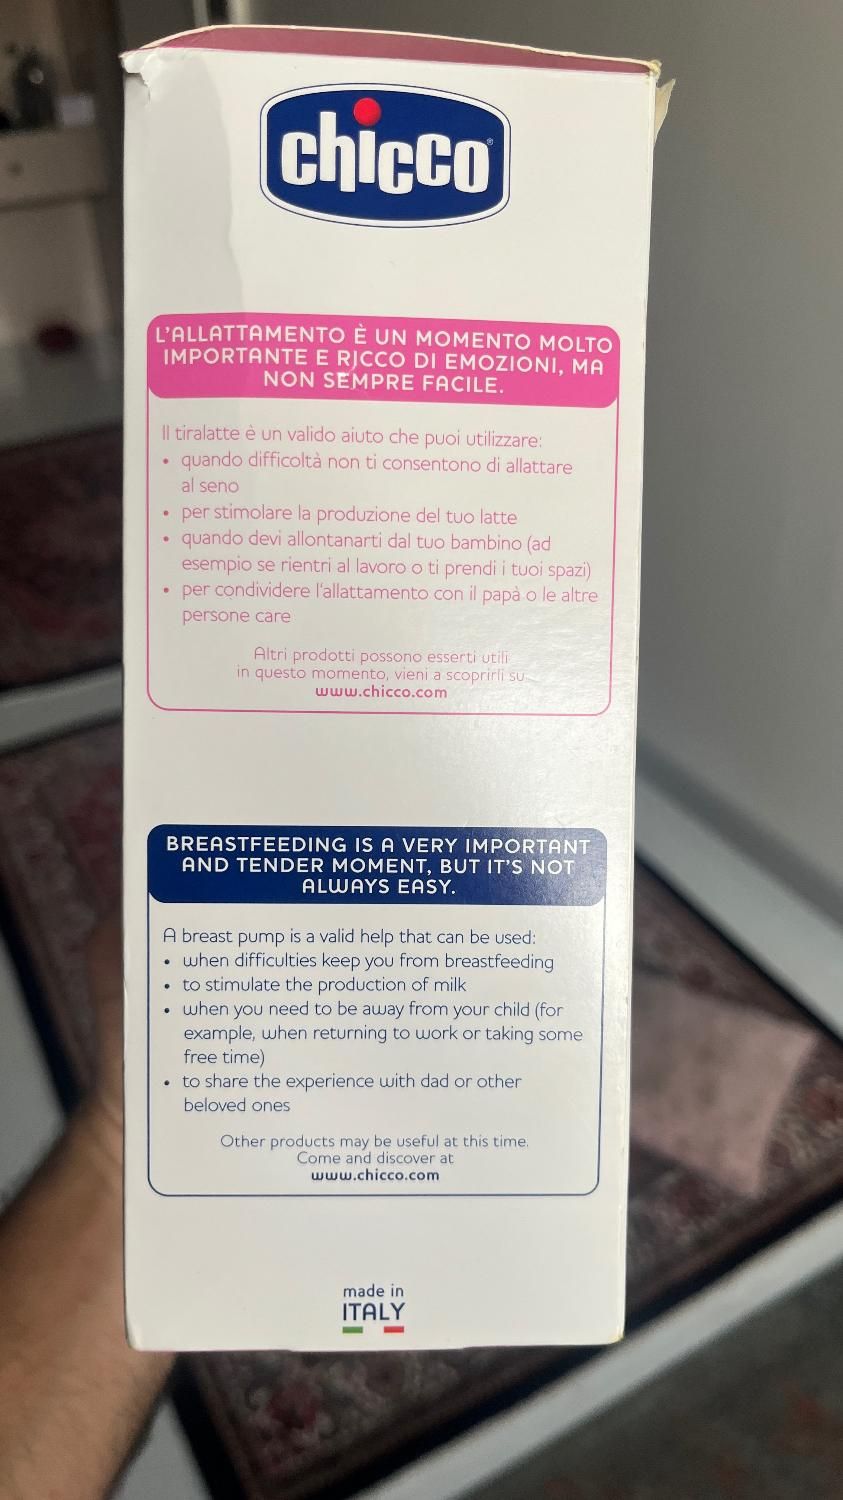 chicco®
L'ALLATTAMENTO È UN MOMENTO MOLTO
IMPORTANTE E RICCO DI EMOZIONI, MA
NON SEMPRE FACILE.
Il tiralatte è un valido aiuto che puoi utilizzare:
• quando difficoltà non ti consentono di allattare
al seno
• per stimolare la produzione del tuo latte
• quando devi allontanarti dal tuo bambino (ad
esempio se rientri al lavoro o ti prendi i tuoi spazi)
• per condividere l'allattamento con il papà o le altre
persone care
Altri prodotti possono esserti utili
in questo momento, vieni a scoprirli su
www.chicco.com
BREASTFEEDING IS A VERY IMPORTANT
AND TENDER MOMENT, BUT IT'S NOT
ALWAYS EASY.
A breast pump is a valid help that can be used:
• when difficulties keep you from breastfeeding
• to stimulate the production of milk
• when you need to be away from your child (for
example, when returning to work or taking some
free time)
• to share the experience with dad or other
beloved ones
Other products may be useful at this time.
Come and discover at
www.chicco.com
made in
ITALY